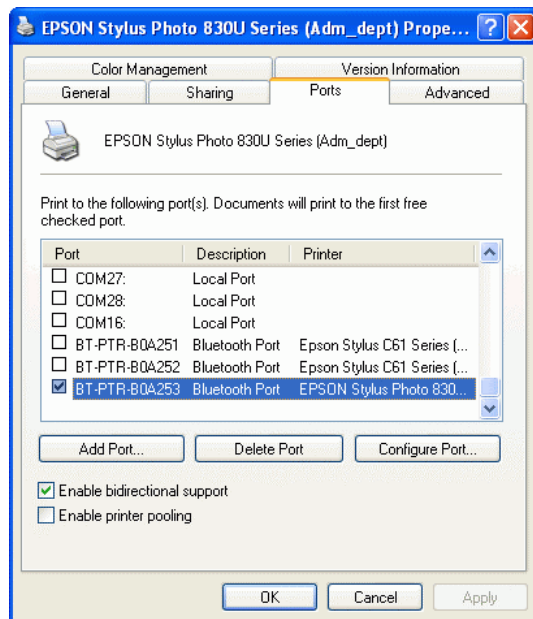 EPSON Stylus Photo 830U Series (Adm_dept) Prope...
Color Management Version Information
General Sharing Ports Advanced
EPSON Stylus Photo 830U Series (Adm_dept)
Print to the following port(s). Documents will print to the first free
checked port.
Port Description Printer
COM27: Local Port
COM28: Local Port
COM16: Local Port
BT-PTR-B0A251 Bluetooth Port Epson Stylus C61 Series (...
BT-PTR-B0A252 Bluetooth Port Epson Stylus C61 Series (...
BT-PTR-B0A253 Bluetooth Port EPSON Stylus Photo 830...
Add Port... Delete Port Configure Port...
Enable bidirectional support
Enable printer pooling
OK Cancel Apply